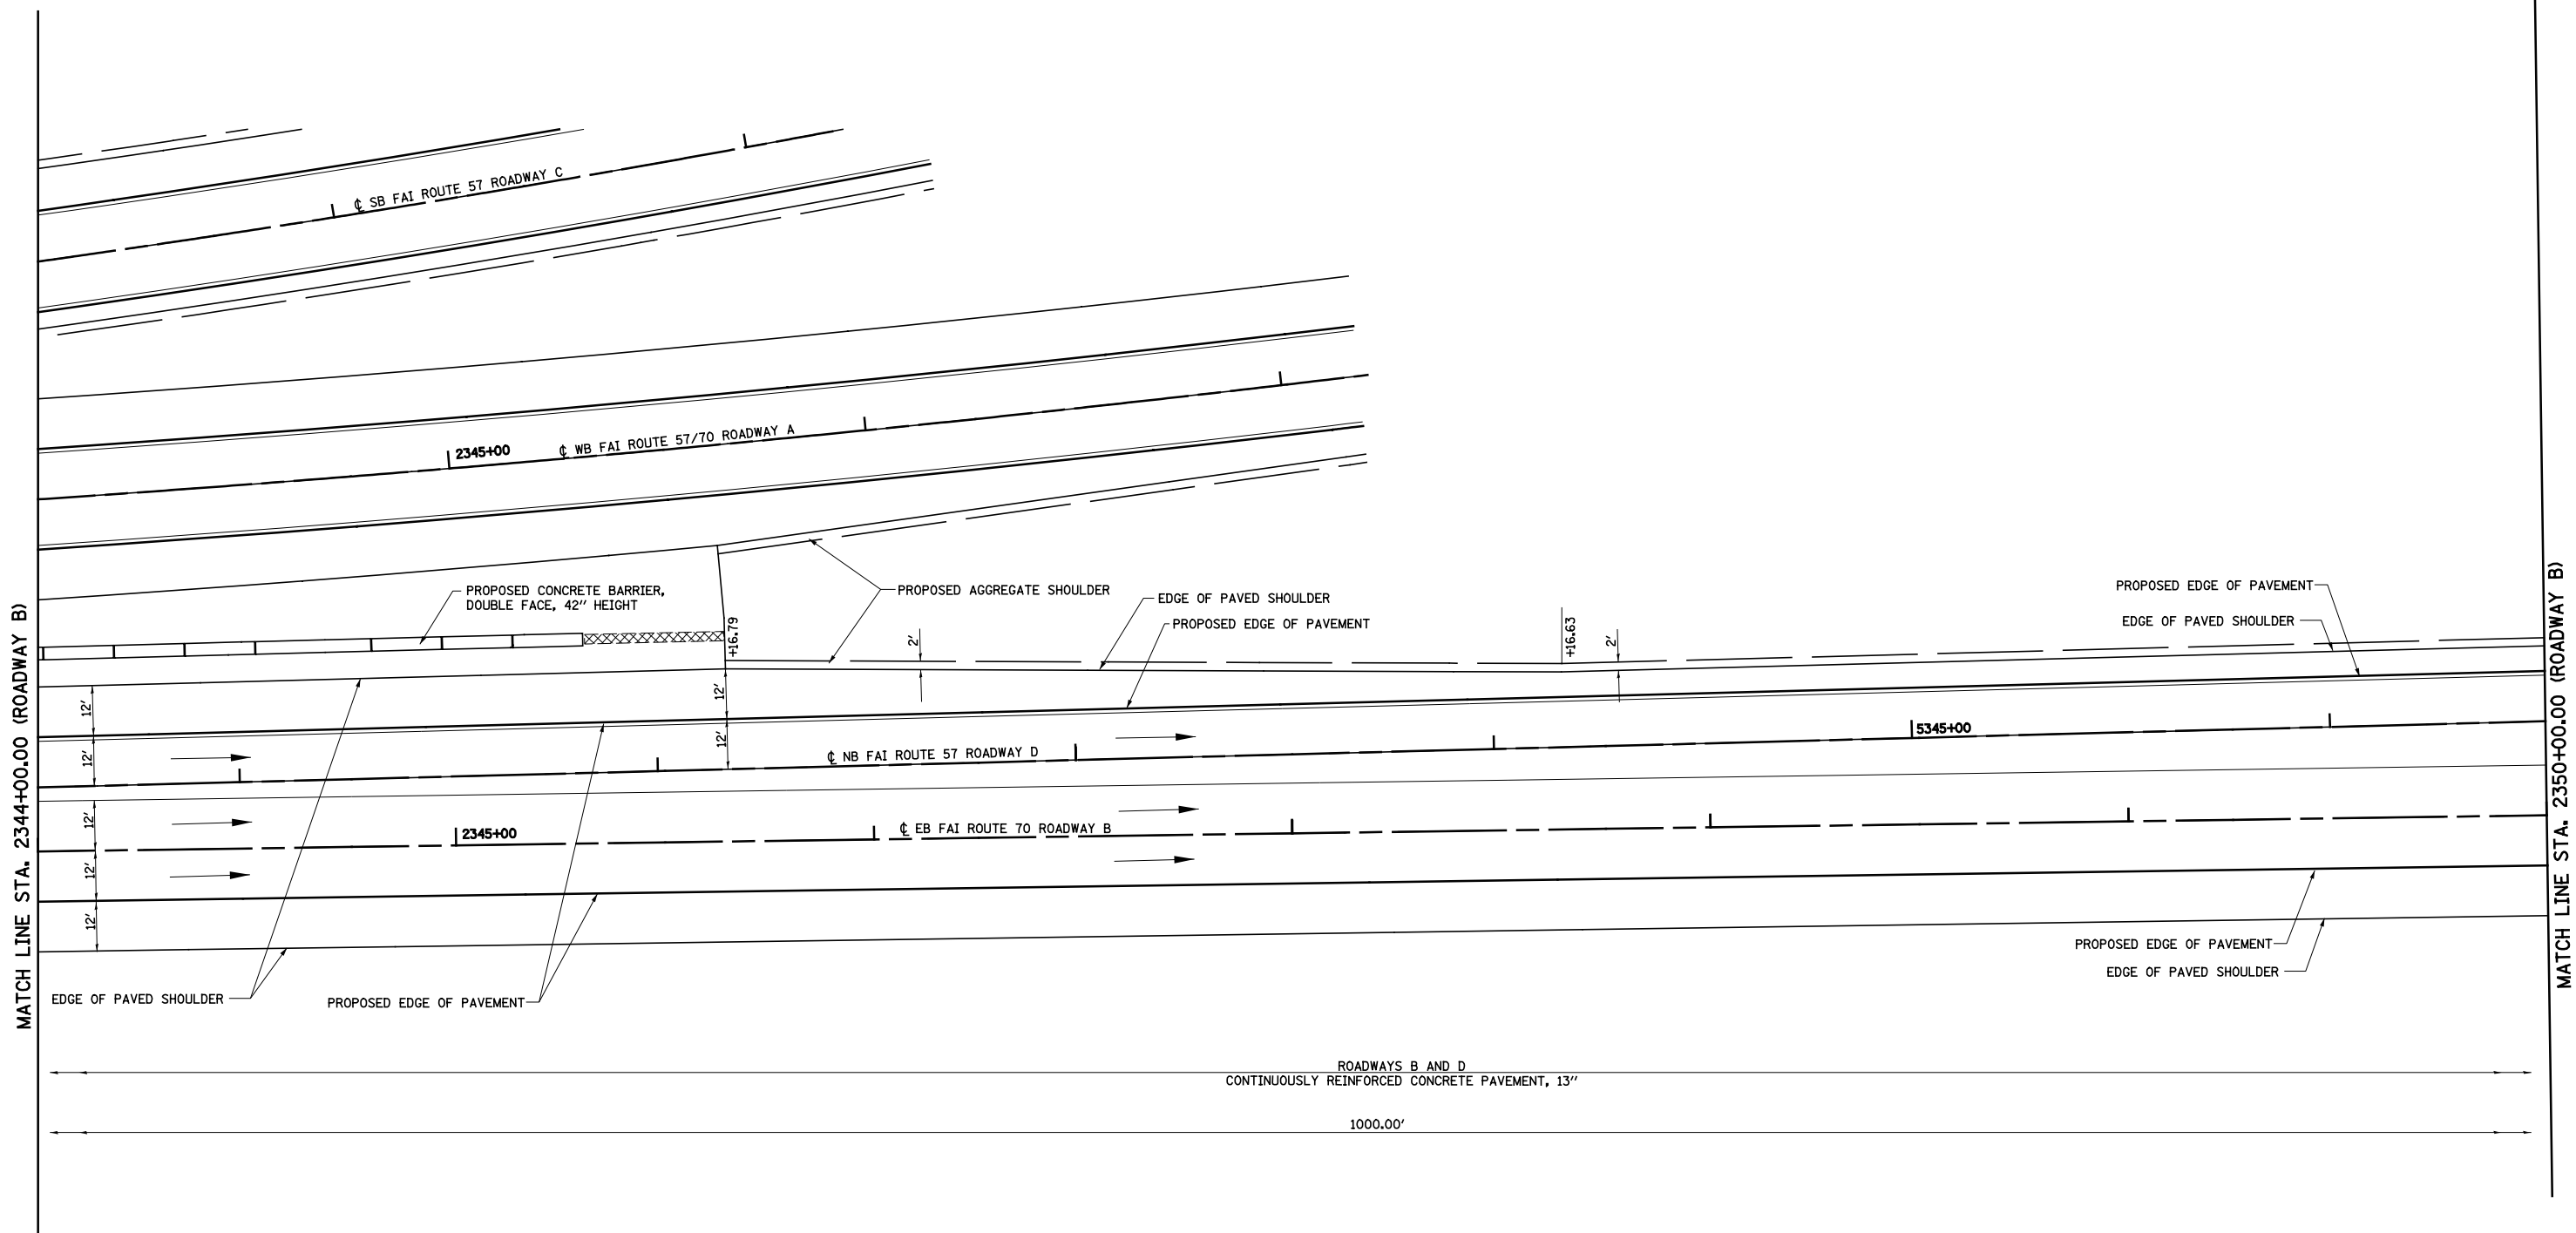 ℄ SB FAI ROUTE 57 ROADWAY C
2345+00
℄ WB FAI ROUTE 57/70 ROADWAY A
PROPOSED CONCRETE BARRIER,
DOUBLE FACE, 42" HEIGHT
PROPOSED AGGREGATE SHOULDER
EDGE OF PAVED SHOULDER
PROPOSED EDGE OF PAVEMENT
PROPOSED EDGE OF PAVEMENT
EDGE OF PAVED SHOULDER
+16.79
2'
+16.63
2'
12'
12'
12'
12'
12'
12'
12'
℄ NB FAI ROUTE 57 ROADWAY D
5345+00
2345+00
℄ EB FAI ROUTE 70 ROADWAY B
EDGE OF PAVED SHOULDER
PROPOSED EDGE OF PAVEMENT
PROPOSED EDGE OF PAVEMENT
EDGE OF PAVED SHOULDER
MATCH LINE STA. 2344+00.00 (ROADWAY B)
MATCH LINE STA. 2350+00.00 (ROADWAY B)
ROADWAYS B AND D
CONTINUOUSLY REINFORCED CONCRETE PAVEMENT, 13"
1000.00'